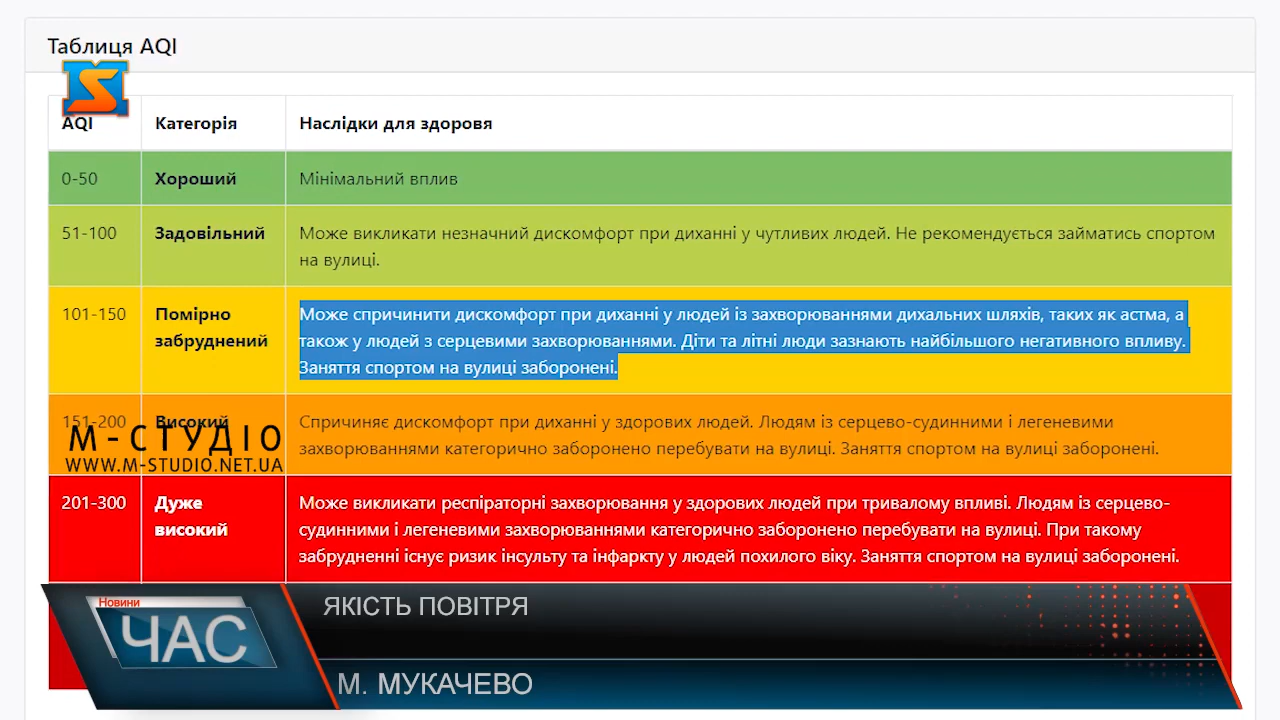 Таблиця AQI
AQI Категорія Наслідки для здоровя
0-50 Хороший Мінімальний вплив
51-100 Задовільний Може викликати незначний дискомфорт при диханні у чутливих людей. Не рекомендується займатись спортом
на вулиці.
101-150 Помірно Може спричинити дискомфорт при диханні у людей із захворюваннями дихальних шляхів, таких як астма, а
забруднений також у людей з серцевими захворюваннями. Діти та літні люди зазнають найбільшого негативного впливу.
Заняття спортом на вулиці заборонені.
151-200 Високий Спричиняє дискомфорт при диханні у здорових людей. Людям із серцево-судинними і легеневими
М-СТУДІО
захворюваннями категорично заборонено перебувати на вулиці. Заняття спортом на вулиці заборонені.
WWW.M-STUDIO.NET.UA
201-300 Дуже Може викликати респіраторні захворювання у здорових людей при тривалому впливі. Людям із серцево-
високий судинними і легеневими захворюваннями категорично заборонено перебувати на вулиці. При такому
забрудненні існує ризик інсульту та інфаркту у людей похилого віку. Заняття спортом на вулиці заборонені.
Новини
ЧАС
ЯКІСТЬ ПОВІТРЯ
М. МУКАЧЕВО